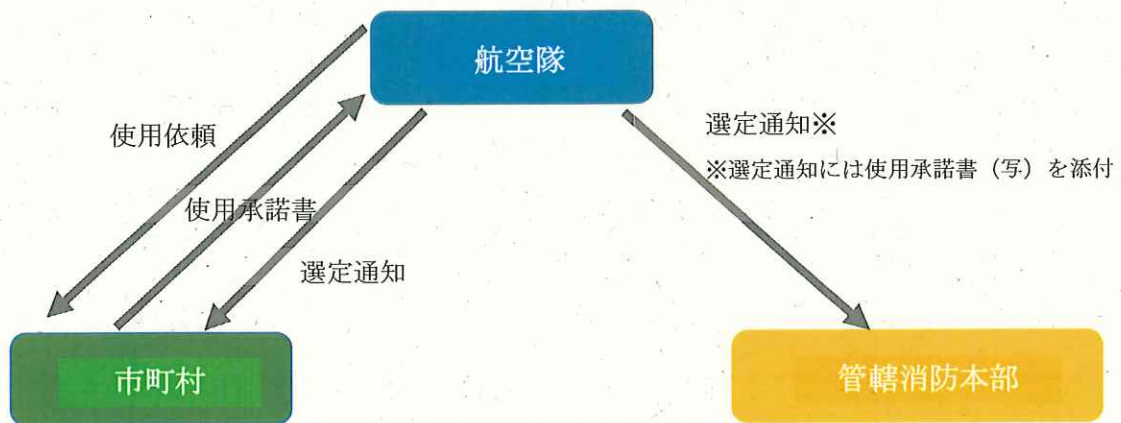 航空隊
使用依頼
選定通知※
※選定通知には使用承諾書（写）を添付
使用承諾書
選定通知
市町村
管轄消防本部